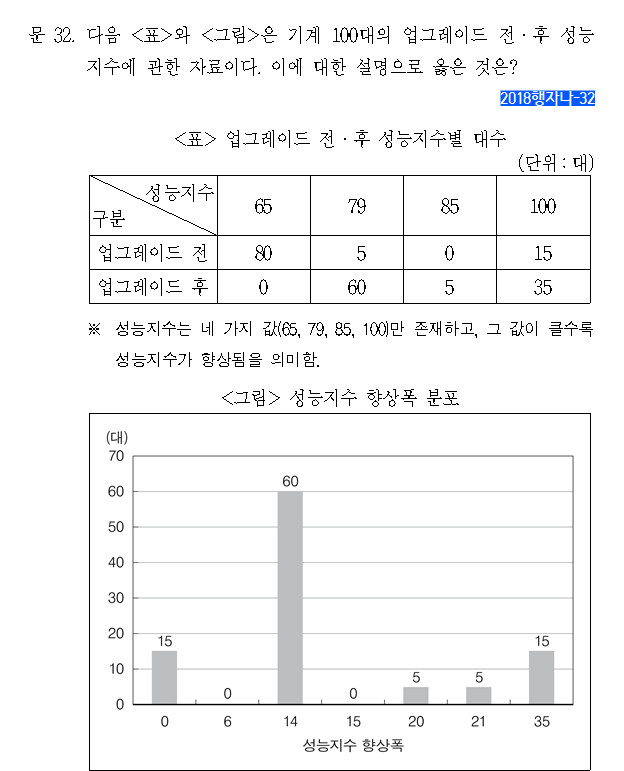 문 32. 다음 <표>와 <그림>은 기계 100대의 업그레이드 전·후 성능
지수에 관한 자료이다. 이에 대한 설명으로 옳은 것은?
2018행자나-32
<표> 업그레이드 전·후 성능지수별 대수
(단위 : 대)
성능지수
구분
65 79 85 100
업그레이드 전 80 5 0 15
업그레이드 후 0 60 5 35
※ 성능지수는 네 가지 값(65, 79, 85, 100)만 존재하고, 그 값이 클수록
성능지수가 향상됨을 의미함.
<그림> 성능지수 향상폭 분포
(대)
70
60
50
40
30
20
10
0
15 0 60 0 5 5 15
0 6 14 15 20 21 35
성능지수 향상폭